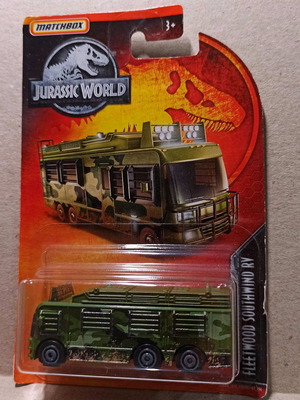 MATCHBOX
3+
JURASSIC WORLD
FLEETWOOD SOUTHWIND RV